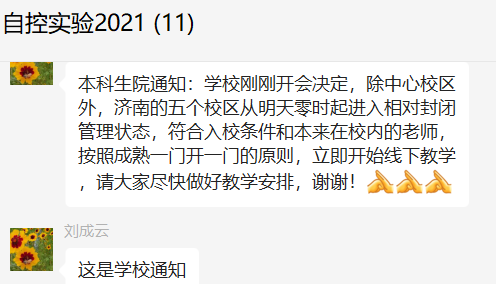 自控实验2021 (11)
本科生院通知：学校刚刚开会决定，除中心校区
外，济南的五个校区从明天零时起进入相对封闭
管理状态，符合入校条件和本来在校内的老师，
按照成熟一门开一门的原则，立即开始线下教学
，请大家尽快做好教学安排，谢谢！
刘成云
这是学校通知